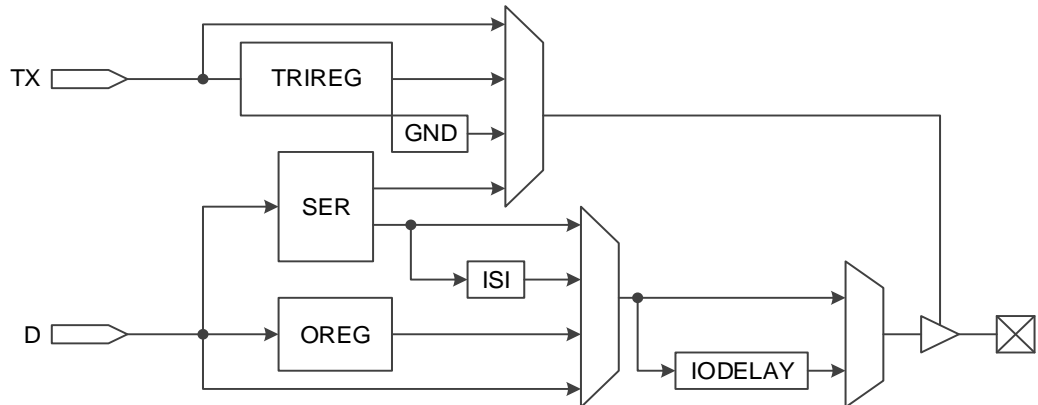 TX
TRIREG
GND
SER
ISI
D
OREG
IODELAY